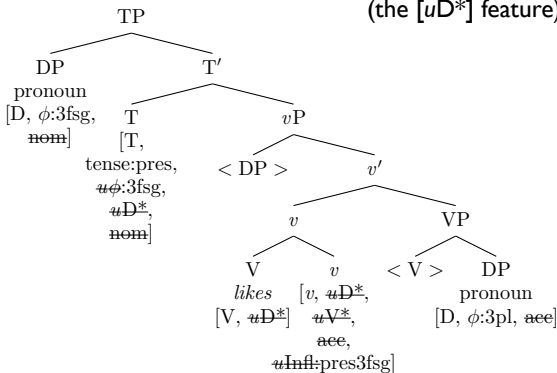 (the [uD*] feature)
TP
DP
pronoun
[D, ϕ:3fsg,
nom]
T′
T
[T,
tense:pres,
uϕ:3fsg,
uD*,
nom]
vP
< DP >
v′
v
VP
V
likes
[V, uD*]
v
[v, uD*,
uV*,
acc,
uInfl:pres3fsg]
< V >
DP
pronoun
[D, ϕ:3pl, acc]